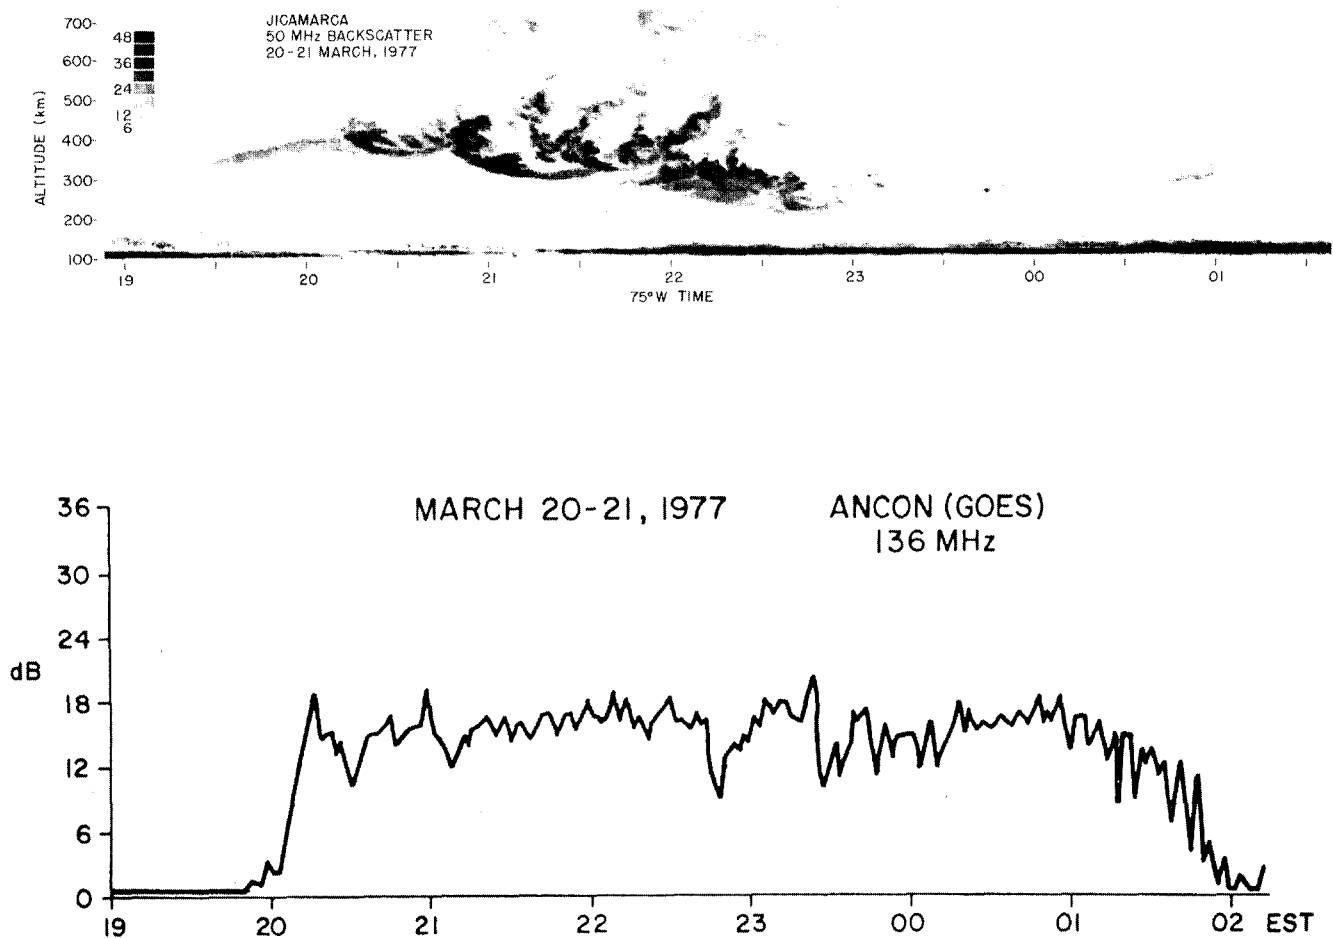 JICAMARCA
50 MHz BACKSCATTER
20-21 MARCH, 1977
48
36
24
12
6
ALTITUDE (km)
700-
600-
500-
400-
300-
200-
100-
19 20 21 22 23 00 01
75°W TIME
MARCH 20-21, 1977
ANCON (GOES)
136 MHz
dB
36
30
24
18
12
6
0
19 20 21 22 23 00 01 02 EST